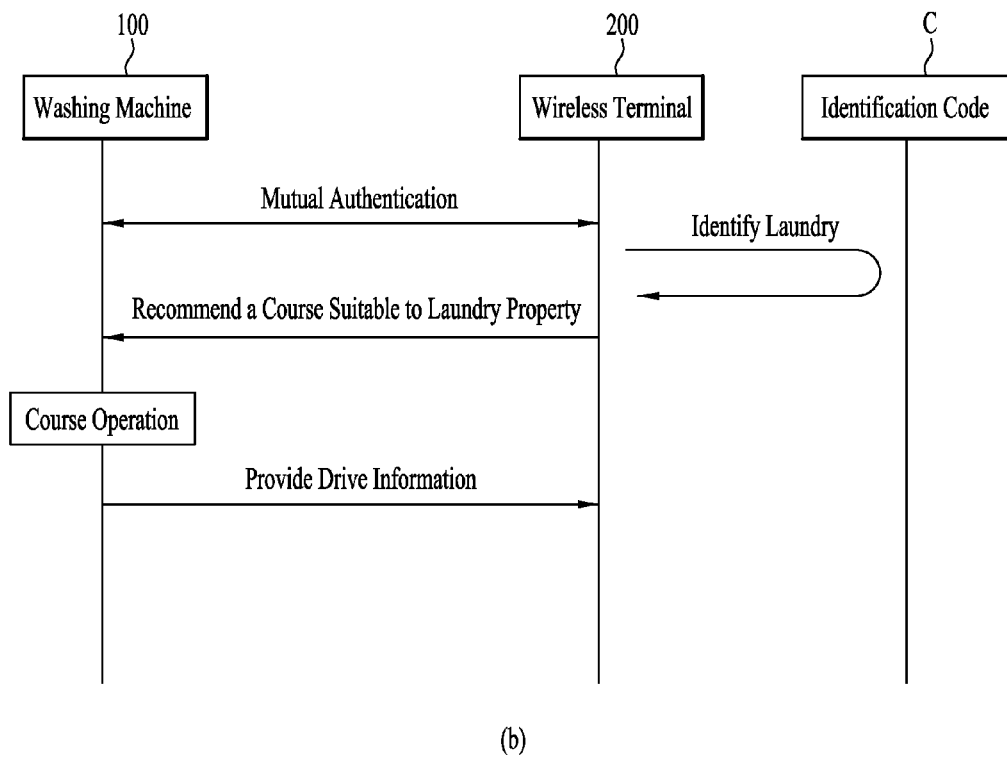 100
200
C
Washing Machine
Wireless Terminal
Identification Code
Mutual Authentication
Identify Laundry
Recommend a Course Suitable to Laundry Property
Course Operation
Provide Drive Information
(b)